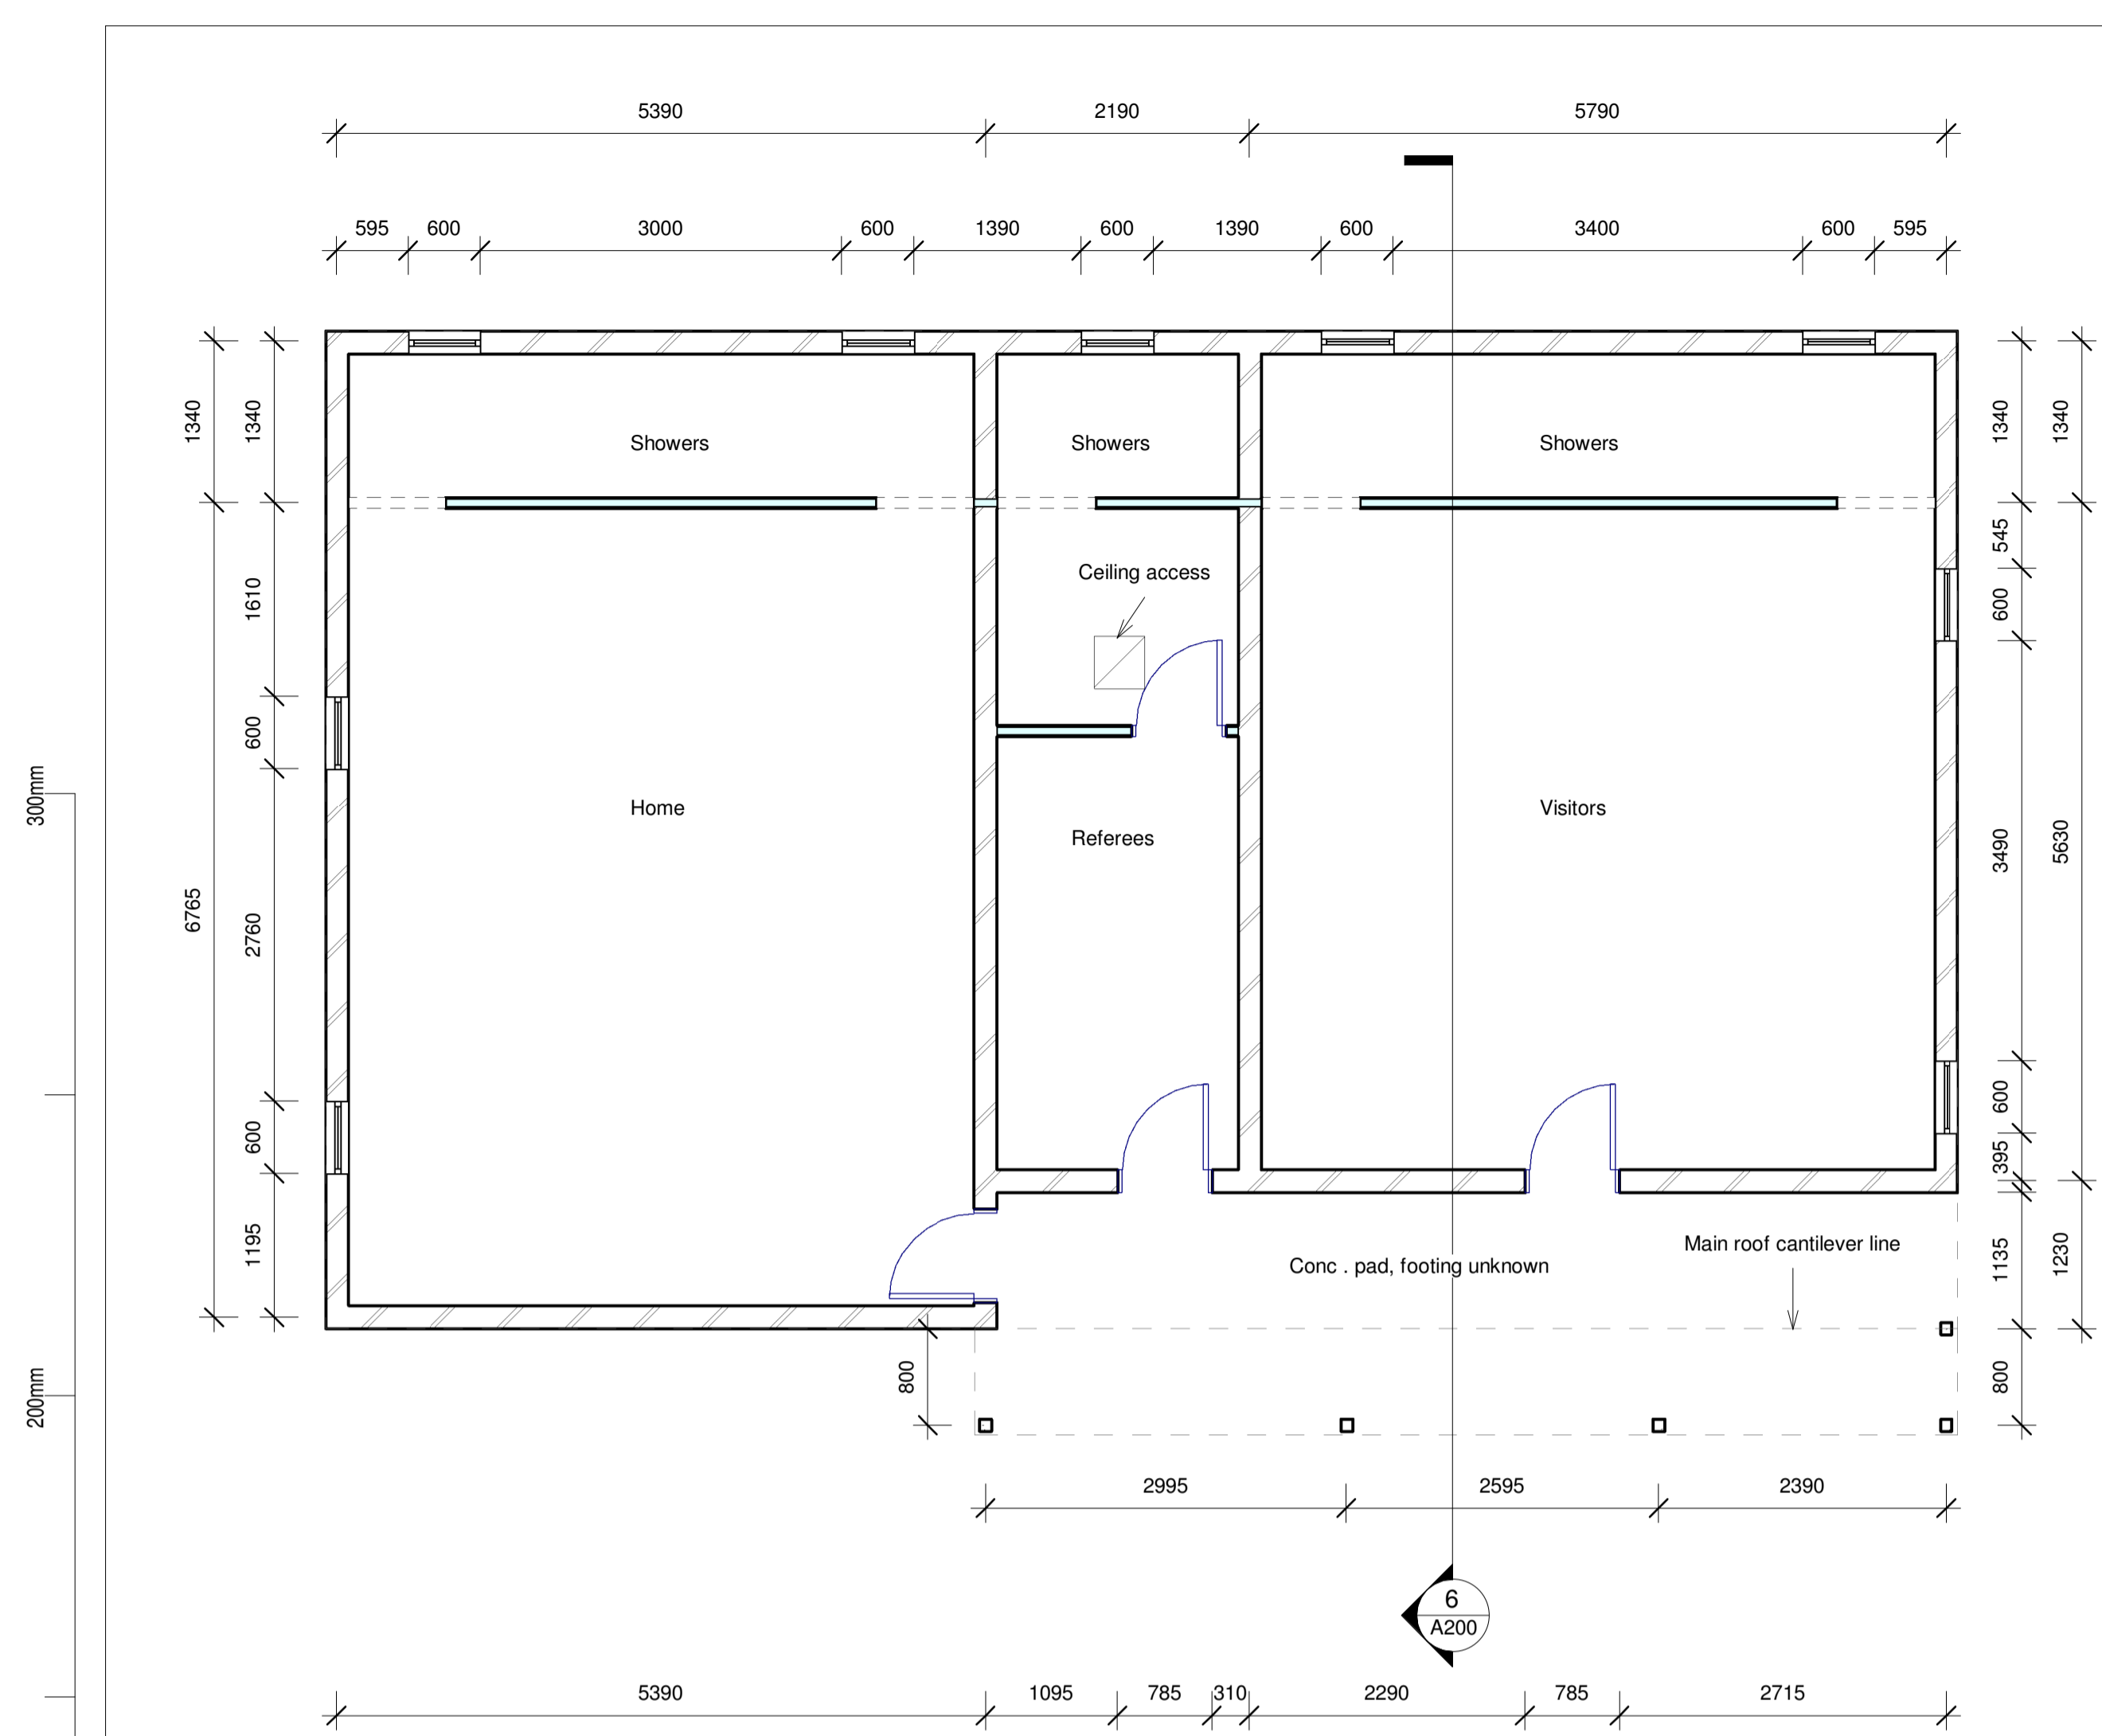 5390 2190 5790
595 600 3000 600 1390 600 1390 600 3400 600 595
1340 1340 1340 1340
Showers Showers Showers
545
Ceiling access
1610 600
600
300mm
Home Visitors
Referees
3490 5630
6765 2760
600 600
395
1195 Main roof cantilever line
Conc . pad, footing unknown
1135 1230
800 800
200mm
2995 2595 2390
6
A200
5390 1095 785 310 2290 785 2715